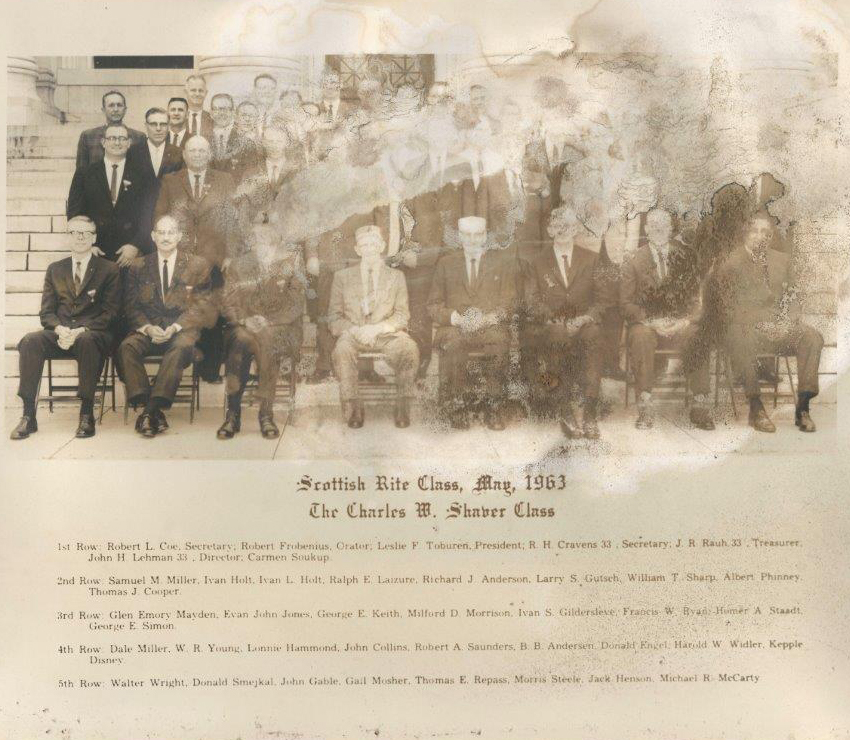 Scottish Rite Class, May, 1963
The Charles W. Shaver Class
1st Row: Robert L. Coe, Secretary; Robert Frobenius, Orator; Leslie F. Toburen, President; R. H. Cravens 33°, Secretary; J. R. Rauh 33°, Treasurer;
John H. Lehman 33°, Director; Carmen Soukup.
2nd Row: Samuel M. Miller, Ivan Holt, Ivan L. Holt, Ralph E. Laizure, Richard J. Anderson, Larry S. Gutsch, William T. Sharp, Albert Phinney,
Thomas J. Cooper.
3rd Row: Glen Emory Mayden, Evan John Jones, George E. Keith, Milford D. Morrison, Ivan S. Gildersleve, Francis W. Ryan, Homer A. Staadt,
George E. Simon.
4th Row: Dale Miller, W. R. Young, Lonnie Hammond, John Collins, Robert A. Saunders, B. B. Andersen, Donald Engel, Harold W. Widler, Kepple
Disney.
5th Row: Walter Wright, Donald Smejkal, John Gable, Gail Mosher, Thomas E. Repass, Morris Steele, Jack Henson, Michael R. McCarty